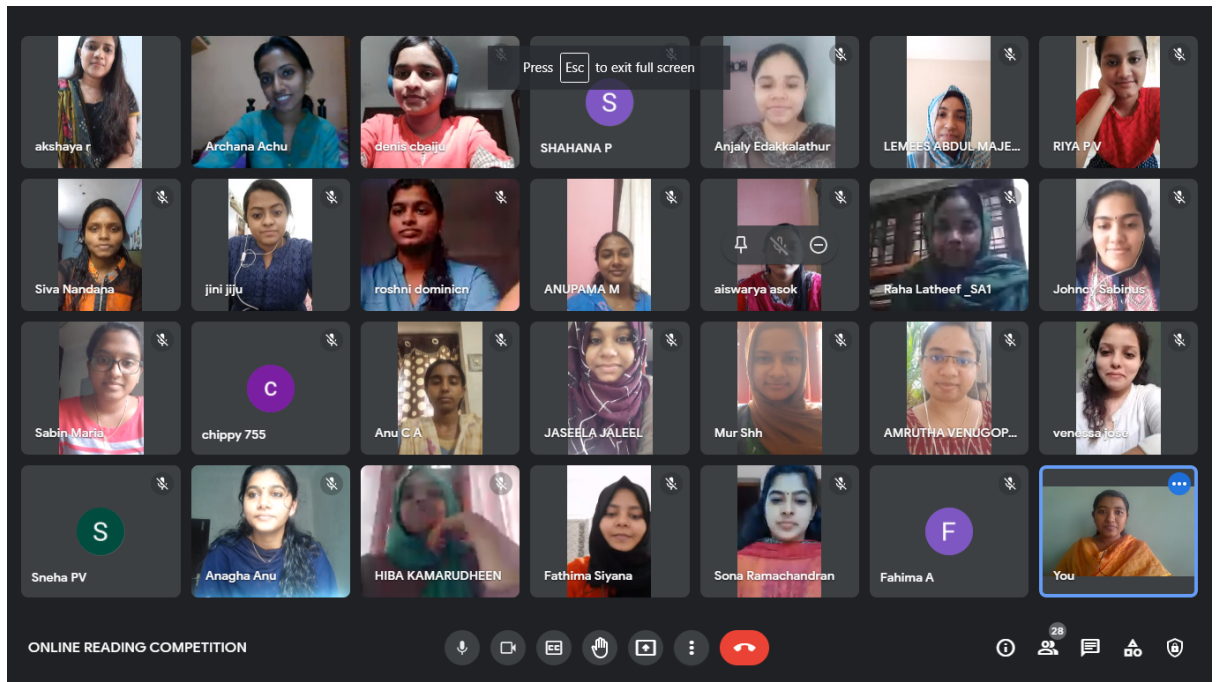 Press Esc to exit full screen
S
akshaya r
Archana Achu
denis cbaiju
SHAHANA P
Anjaly Edakkalathur
LEMEES ABDUL MAJE...
RIYA P V
Siva Nandana
jini jiju
roshni dominicn
ANUPAMA M
aiswarya asok
Raha Latheef _SA1
Johncy Sabinus
C
Sabin Maria
chippy 755
Anu C A
JASEELA JALEEL
Mur Shh
AMRUTHA VENUGOP...
venessa jose
S
F
Sneha PV
Anagha Anu
HIBA KAMARUDHEEN
Fathima Siyana
Sona Ramachandran
Fahima A
You
ONLINE READING COMPETITION
CC
28